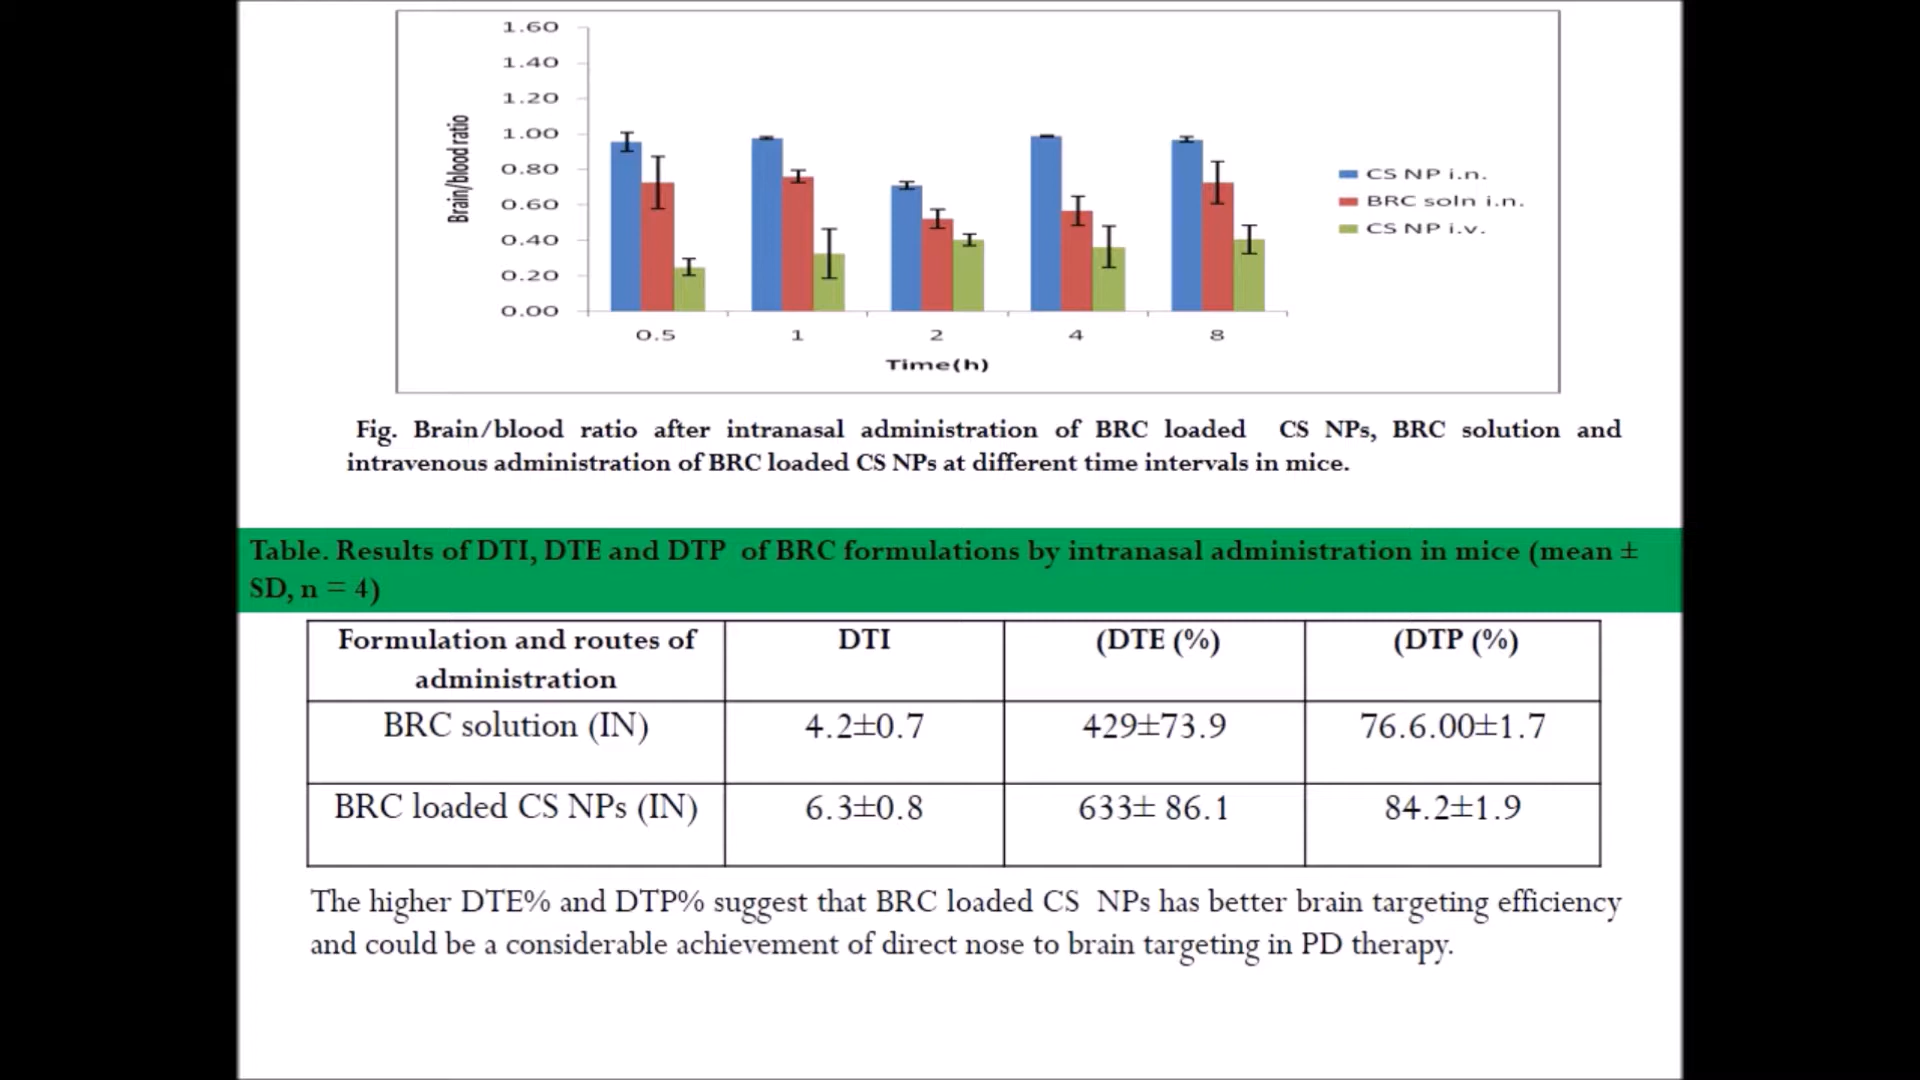 1.60
1.40
1.20
1.00
0.80
0.60
0.40
0.20
0.00
Brain/blood ratio
0.5 1 2 4 8
Time(h)
CS NP i.n.
BRC soln i.n.
CS NP i.v.
Fig. Brain/blood ratio after intranasal administration of BRC loaded CS NPs, BRC solution and
intravenous administration of BRC loaded CS NPs at different time intervals in mice.
Table. Results of DTI, DTE and DTP of BRC formulations by intranasal administration in mice (mean ±
SD, n = 4)
Formulation and routes of
administration
DTI
(DTE (%)
(DTP (%)
BRC solution (IN) 4.2±0.7 429±73.9 76.6.00±1.7
BRC loaded CS NPs (IN) 6.3±0.8 633± 86.1 84.2±1.9
The higher DTE% and DTP% suggest that BRC loaded CS NPs has better brain targeting efficiency
and could be a considerable achievement of direct nose to brain targeting in PD therapy.